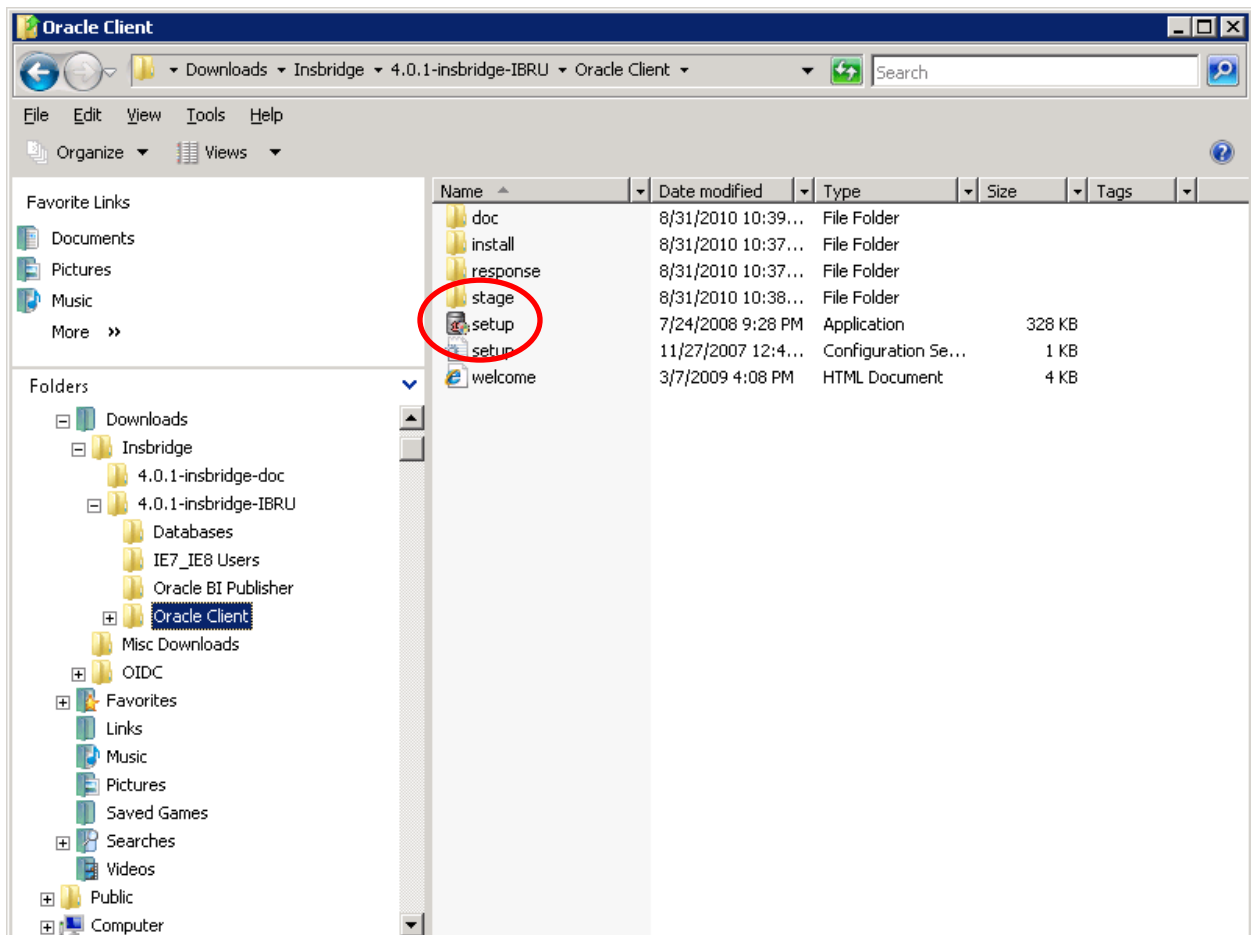 Oracle Client
Downloads Insbridge 4.0.1-insbridge-IBRU Oracle Client Search
File Edit View Tools Help
Organize Views
Favorite Links
Documents
Pictures
Music
More »
Folders
Downloads
Insbridge
4.0.1-insbridge-doc
4.0.1-insbridge-IBRU
Databases
IE7_IE8 Users
Oracle BI Publisher
Oracle Client
Misc Downloads
OIDC
Favorites
Links
Music
Pictures
Saved Games
Searches
Videos
Public
Computer
Name Date modified Type Size Tags
doc 8/31/2010 10:39... File Folder
install 8/31/2010 10:37... File Folder
response 8/31/2010 10:37... File Folder
stage 8/31/2010 10:38... File Folder
setup 7/24/2008 9:28 PM Application 328 KB
setup 11/27/2007 12:4... Configuration Se... 1 KB
welcome 3/7/2009 4:08 PM HTML Document 4 KB